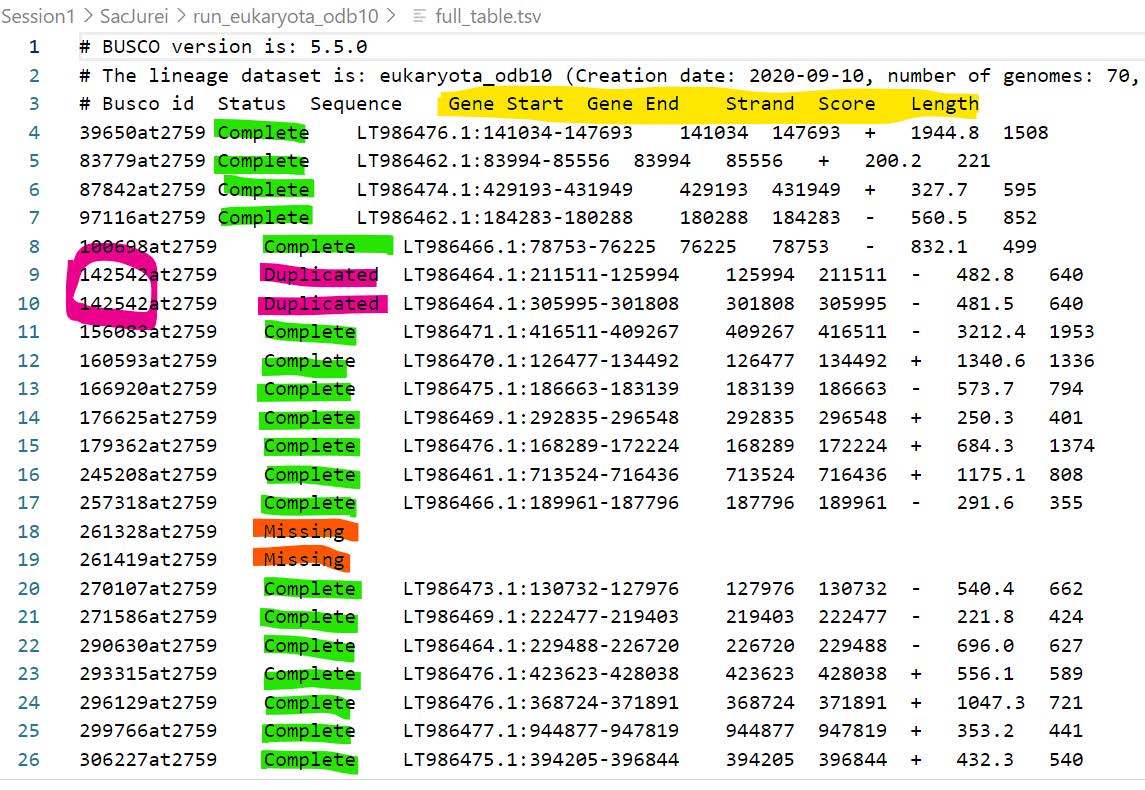 Session1 > SacJurei > run_eukaryota_odb10 > full_table.tsv
1 # BUSCO version is: 5.5.0
2 # The lineage dataset is: eukaryota_odb10 (Creation date: 2020-09-10, number of genomes: 70,
3 # Busco id Status Sequence Gene Start Gene End Strand Score Length
4 39650at2759 Complete LT986476.1:141034-147693 141034 147693 + 1944.8 1508
5 83779at2759 Complete LT986462.1:83994-85556 83994 85556 + 200.2 221
6 87842at2759 Complete LT986474.1:429193-431949 429193 431949 + 327.7 595
7 97116at2759 Complete LT986462.1:184283-180288 180288 184283 - 560.5 852
8 100698at2759 Complete LT986466.1:78753-76225 76225 78753 - 832.1 499
9 142542at2759 Duplicated LT986464.1:211511-125994 125994 211511 - 482.8 640
10 142542at2759 Duplicated LT986464.1:305995-301808 301808 305995 - 481.5 640
11 156083at2759 Complete LT986471.1:416511-409267 409267 416511 - 3212.4 1953
12 160593at2759 Complete LT986470.1:126477-134492 126477 134492 + 1340.6 1336
13 166920at2759 Complete LT986475.1:186663-183139 183139 186663 - 573.7 794
14 176625at2759 Complete LT986469.1:292835-296548 292835 296548 + 250.3 401
15 179362at2759 Complete LT986476.1:168289-172224 168289 172224 + 684.3 1374
16 245208at2759 Complete LT986461.1:713524-716436 713524 716436 + 1175.1 808
17 257318at2759 Complete LT986466.1:189961-187796 187796 189961 - 291.6 355
18 261328at2759 Missing
19 261419at2759 Missing
20 270107at2759 Complete LT986473.1:130732-127976 127976 130732 - 540.4 662
21 271586at2759 Complete LT986469.1:222477-219403 219403 222477 - 221.8 424
22 290630at2759 Complete LT986464.1:229488-226720 226720 229488 - 696.0 627
23 293315at2759 Complete LT986476.1:423623-428038 423623 428038 + 556.1 589
24 296129at2759 Complete LT986476.1:368724-371891 368724 371891 + 1047.3 721
25 299766at2759 Complete LT986477.1:944877-947819 944877 947819 + 353.2 441
26 306227at2759 Complete LT986475.1:394205-396844 394205 396844 + 432.3 540